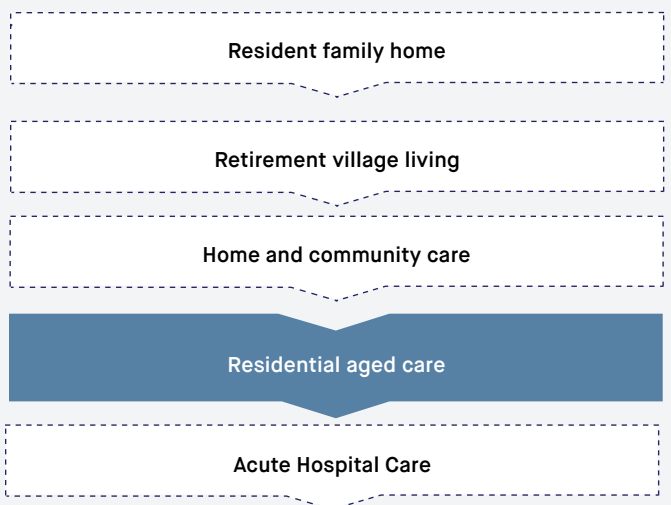 Resident family home
Retirement village living
Home and community care
Residential aged care
Acute Hospital Care